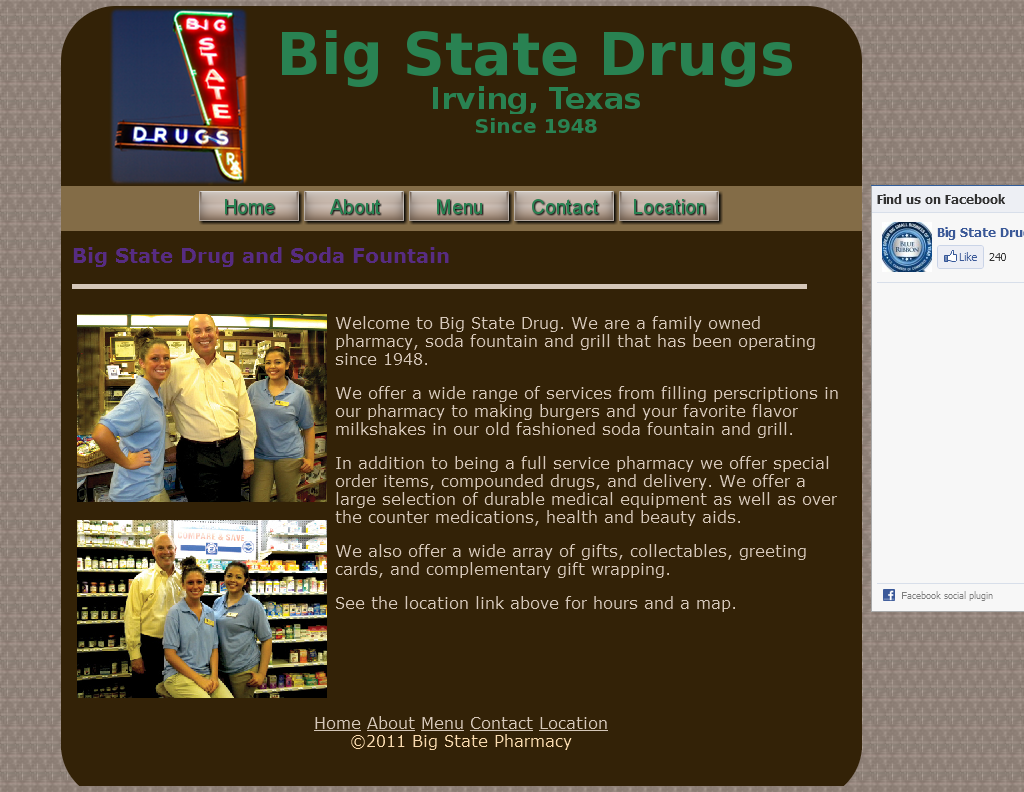 BIG
STATE
DRUGS
Big State Drugs
Irving, Texas
Since 1948
Home About Menu Contact Location
Find us on Facebook
BLUE
RIBBON
Big State Dru
Like 240
Big State Drug and Soda Fountain
Welcome to Big State Drug. We are a family owned
pharmacy, soda fountain and grill that has been operating
since 1948.
We offer a wide range of services from filling perscriptions in
our pharmacy to making burgers and your favorite flavor
milkshakes in our old fashioned soda fountain and grill.
In addition to being a full service pharmacy we offer special
order items, compounded drugs, and delivery. We offer a
large selection of durable medical equipment as well as over
the counter medications, health and beauty aids.
We also offer a wide array of gifts, collectables, greeting
cards, and complementary gift wrapping.
See the location link above for hours and a map.
COMPARE & SAVE
Facebook social plugin
Home About Menu Contact Location
©2011 Big State Pharmacy